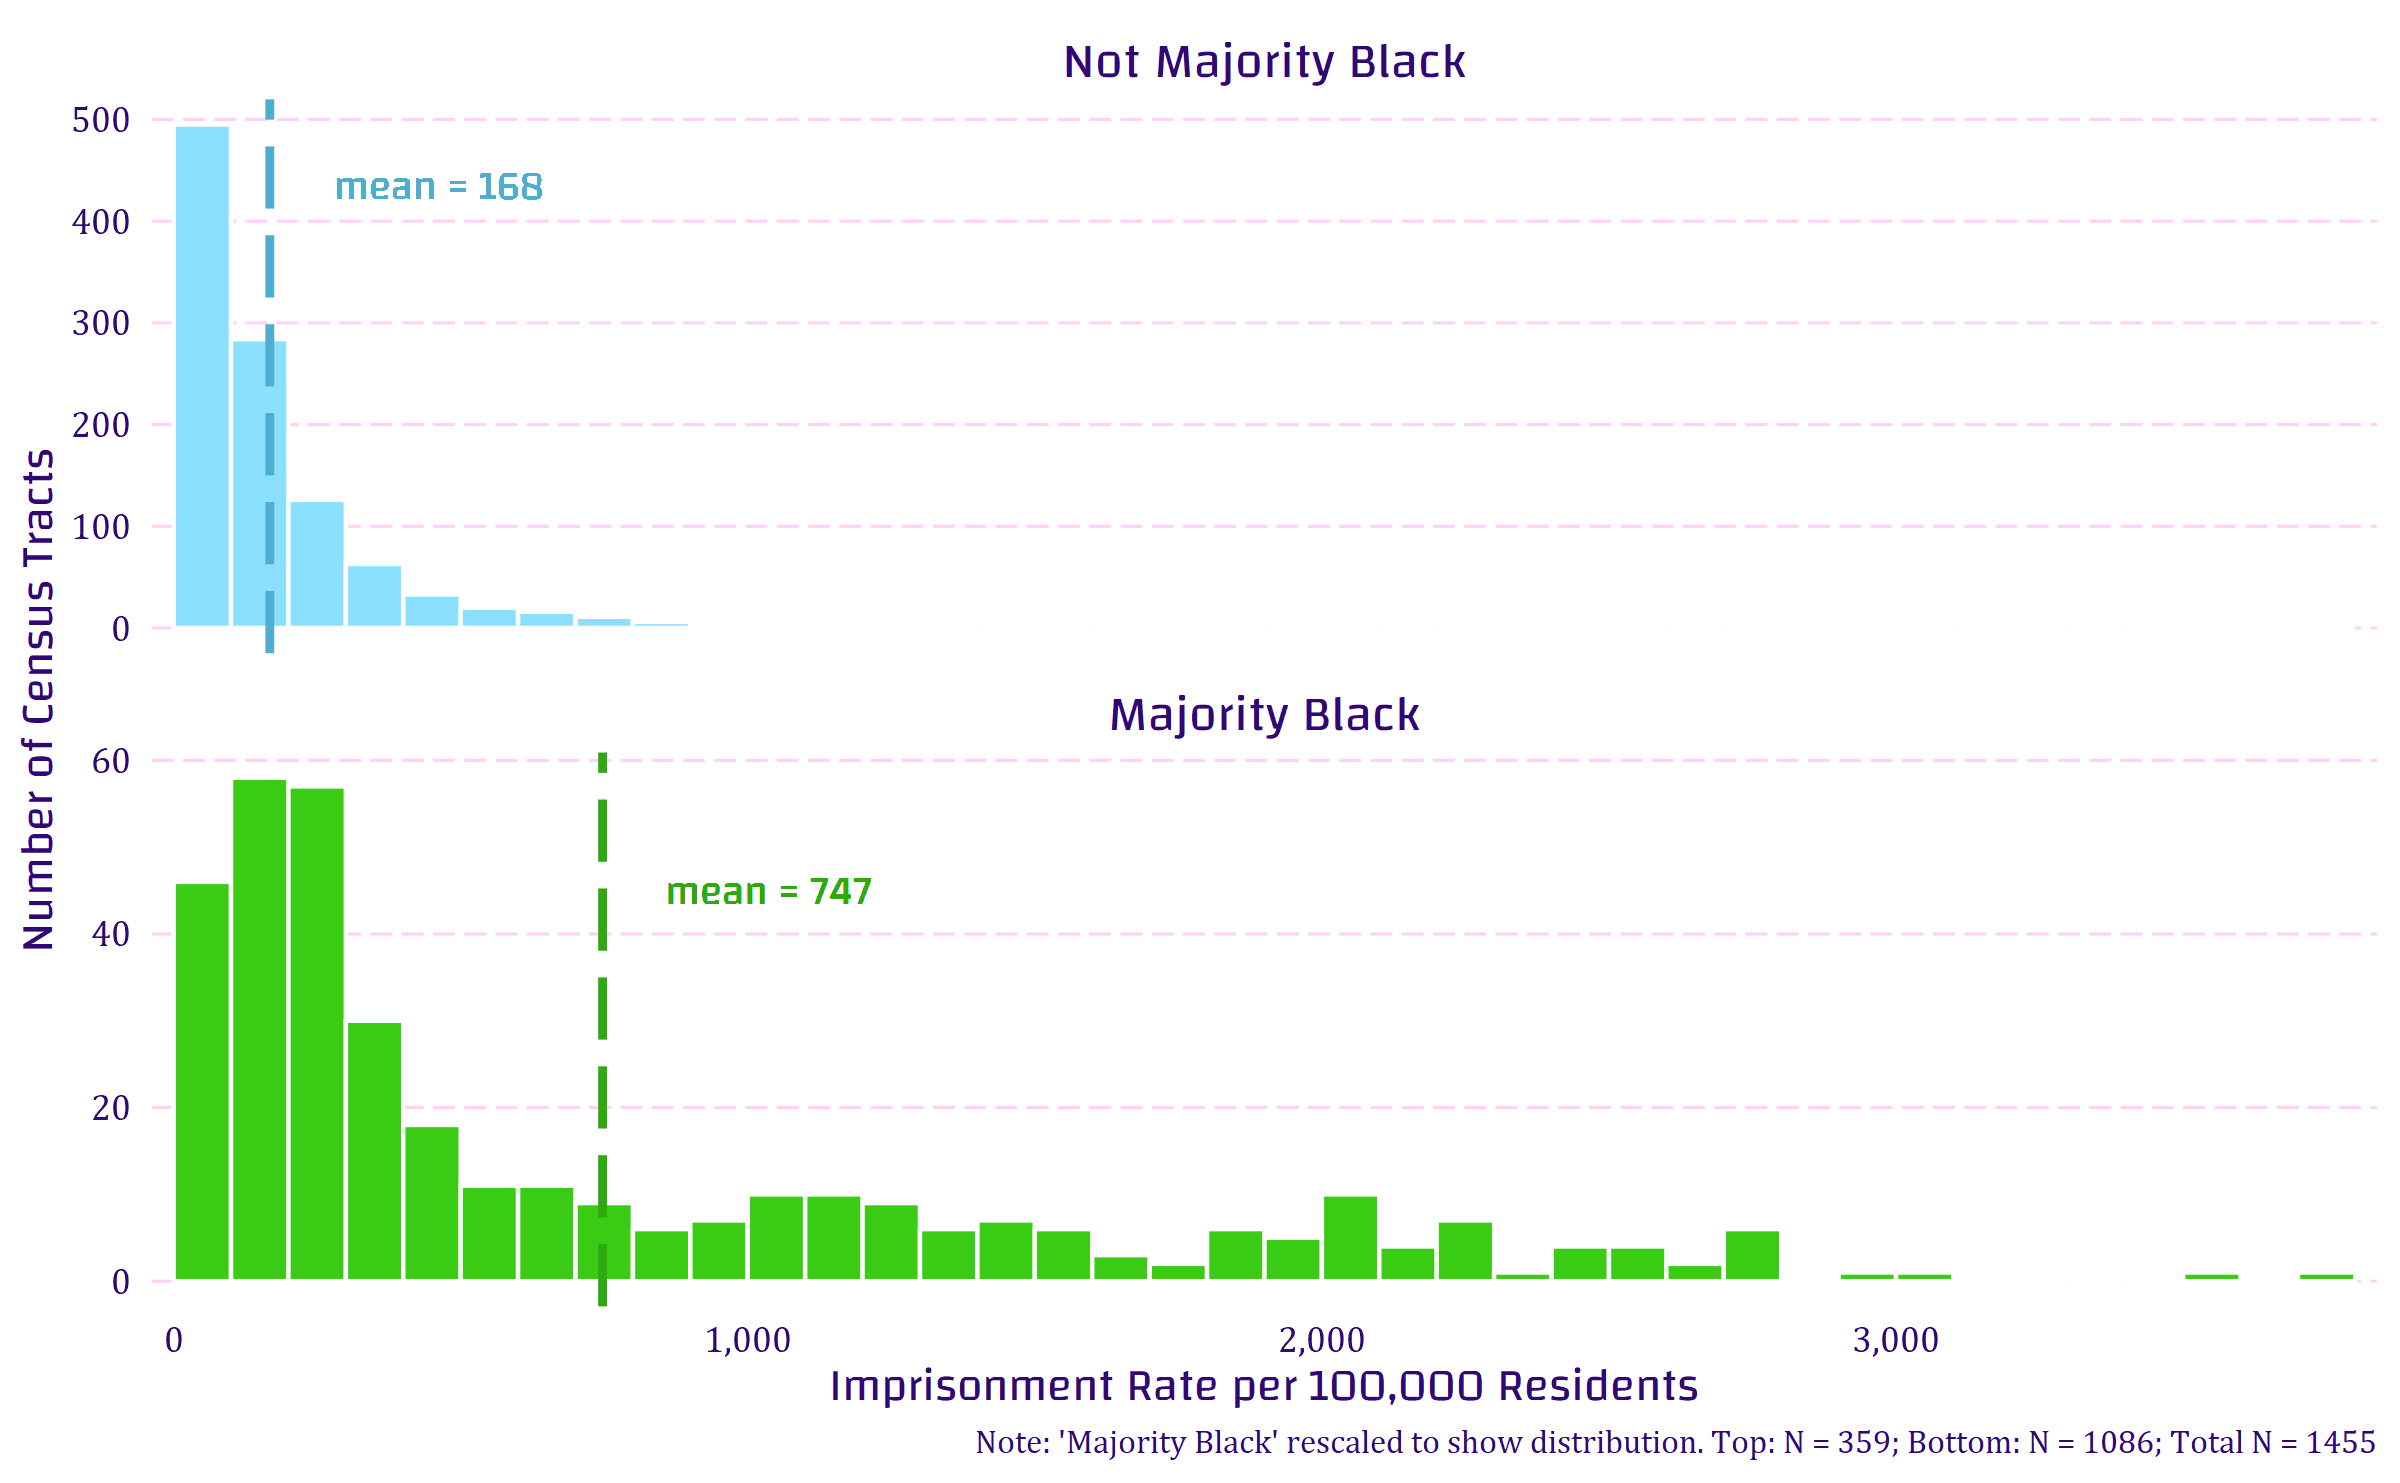 Not Majority Black
500
mean = 168
400
300
200
100
0
Number of Census Tracts
Majority Black
60
mean = 747
40
20
0
0 1,000 2,000 3,000
Imprisonment Rate per 100,000 Residents
Note: 'Majority Black' rescaled to show distribution. Top: N = 359; Bottom: N = 1086; Total N = 1455